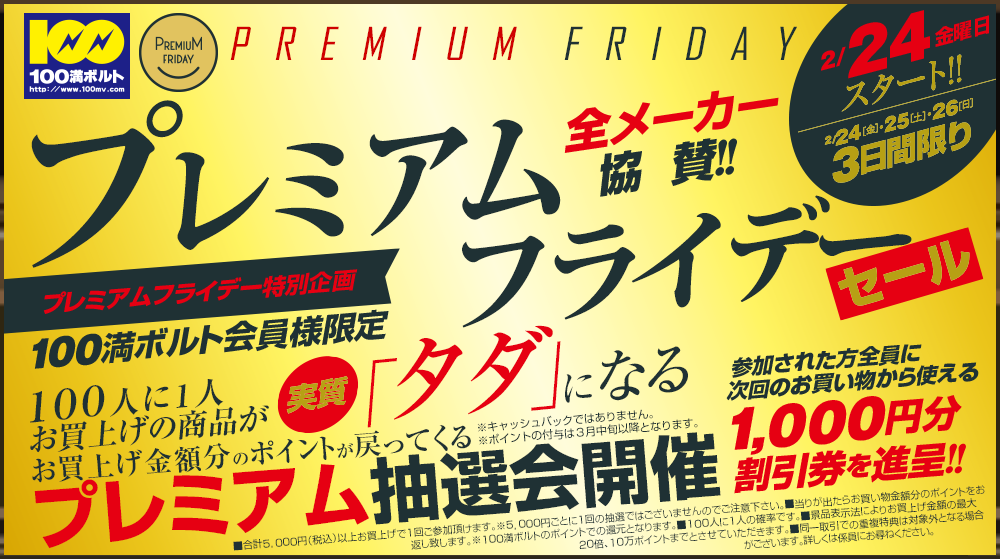 100満ボルト
http://www.100mv.com
PREMIUM
FRIDAY
PREMIUM FRIDAY
2/24金曜日
スタート!!
2/24[金]・25[土]・26[日]
3日間限り
全メーカー
協賛!!
プレミアム
フライデー
セール
プレミアムフライデー特別企画
100満ボルト会員様限定
100人に1人
お買上げの商品が
実質
「タダ」になる
お買上げ金額分のポイントが戻ってくる
※キャッシュバックではありません。
※ポイントの付与は3月中旬以降となります。
プレミアム抽選会開催
参加された方全員に
次回のお買い物から使える
1,000円分
割引券を進呈!!
■合計5,000円(税込)以上お買上げで1回ご参加頂けます。※5,000円ごとに1回の抽選ではございませんのでご注意下さい。■当りが出たらお買い物金額分のポイントをお
返し致します。※100満ボルトのポイントでの還元となります。■100人に1人の確率です。■景品表示法によりお買上げ金額の最大
20倍、10万ポイントまでとさせていただきます。■同一取引での重複特典は対象外となる場合
がございます。詳しくは係員にお尋ねください。